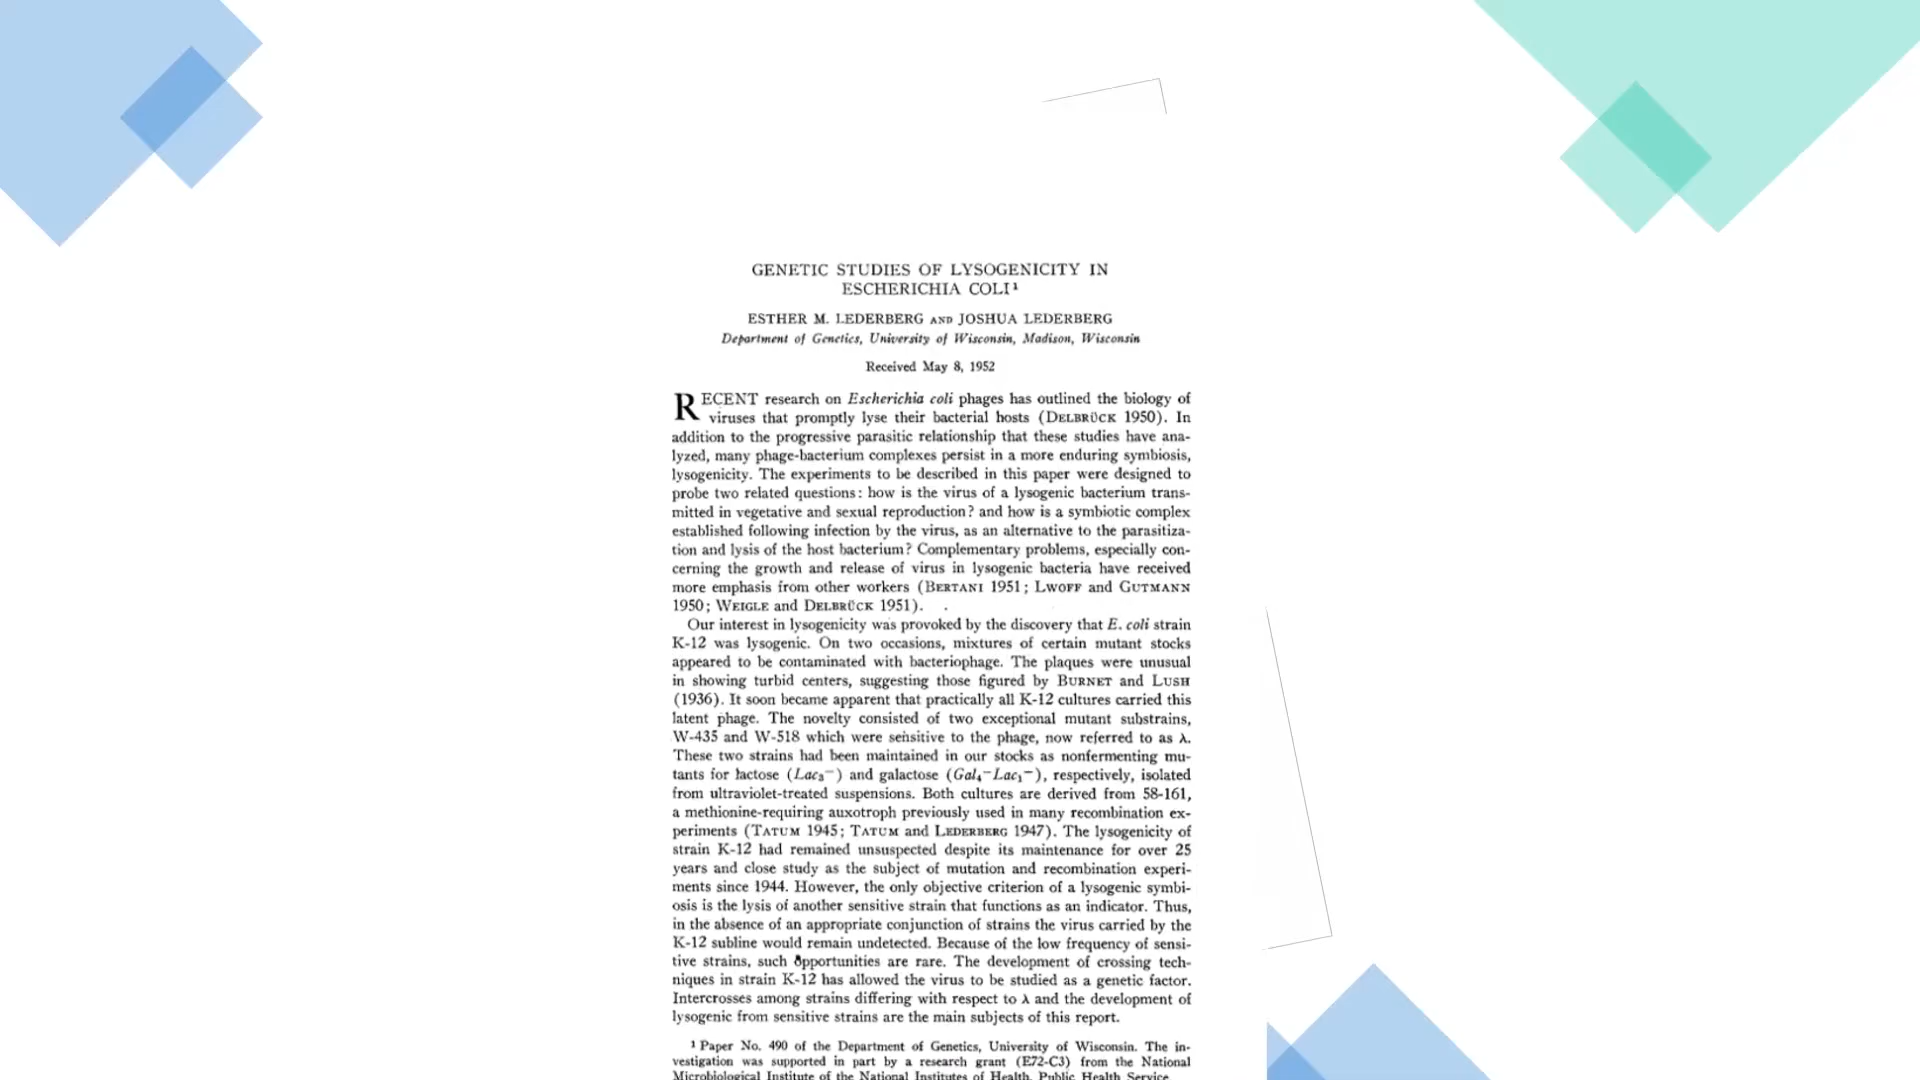 GENETIC STUDIES OF LYSOGENICITY IN
ESCHERICHIA COLI¹
ESTHER M. LEDERBERG AND JOSHUA LEDERBERG
Department of Genetics, University of Wisconsin, Madison, Wisconsin
Received May 8, 1952
RECENT research on Escherichia coli phages has outlined the biology of
viruses that promptly lyse their bacterial hosts (DELBRÜCK 1950). In
addition to the progressive parasitic relationship that these studies have ana-
lyzed, many phage-bacterium complexes persist in a more enduring symbiosis,
lysogenicity. The experiments to be described in this paper were designed to
probe two related questions: how is the virus of a lysogenic bacterium trans-
mitted in vegetative and sexual reproduction? and how is a symbiotic complex
established following infection by the virus, as an alternative to the parasitiza-
tion and lysis of the host bacterium? Complementary problems, especially con-
cerning the growth and release of virus in lysogenic bacteria have received
more emphasis from other workers (BERTANI 1951; LWOFF and GUTMANN
1950; WEIGLE and DELBRÜCK 1951).
Our interest in lysogenicity was provoked by the discovery that E. coli strain
K-12 was lysogenic. On two occasions, mixtures of certain mutant stocks
appeared to be contaminated with bacteriophage. The plaques were unusual
in showing turbid centers, suggesting those figured by BURNET and LUSH
(1936). It soon became apparent that practically all K-12 cultures carried this
latent phage. The novelty consisted of two exceptional mutant substrains,
W-435 and W-518 which were sensitive to the phage, now referred to as λ.
These two strains had been maintained in our stocks as nonfermenting mu-
tants for lactose (Lac₃⁻) and galactose (Gal₄⁻Lac₁⁻), respectively, isolated
from ultraviolet-treated suspensions. Both cultures are derived from 58-161,
a methionine-requiring auxotroph previously used in many recombination ex-
periments (TATUM 1945; TATUM and LEDERBERG 1947). The lysogenicity of
strain K-12 had remained unsuspected despite its maintenance for over 25
years and close study as the subject of mutation and recombination experi-
ments since 1944. However, the only objective criterion of a lysogenic symbi-
osis is the lysis of another sensitive strain that functions as an indicator. Thus,
in the absence of an appropriate conjunction of strains the virus carried by the
K-12 subline would remain undetected. Because of the low frequency of sensi-
tive strains, such opportunities are rare. The development of crossing tech-
niques in strain K-12 has allowed the virus to be studied as a genetic factor.
Intercrosses among strains differing with respect to λ and the development of
lysogenic from sensitive strains are the main subjects of this report.
¹ Paper No. 490 of the Department of Genetics, University of Wisconsin. The in-
vestigation was supported in part by a research grant (E72-C3) from the National
Microbiological Institute of the National Institutes of Health, Public Health Service.